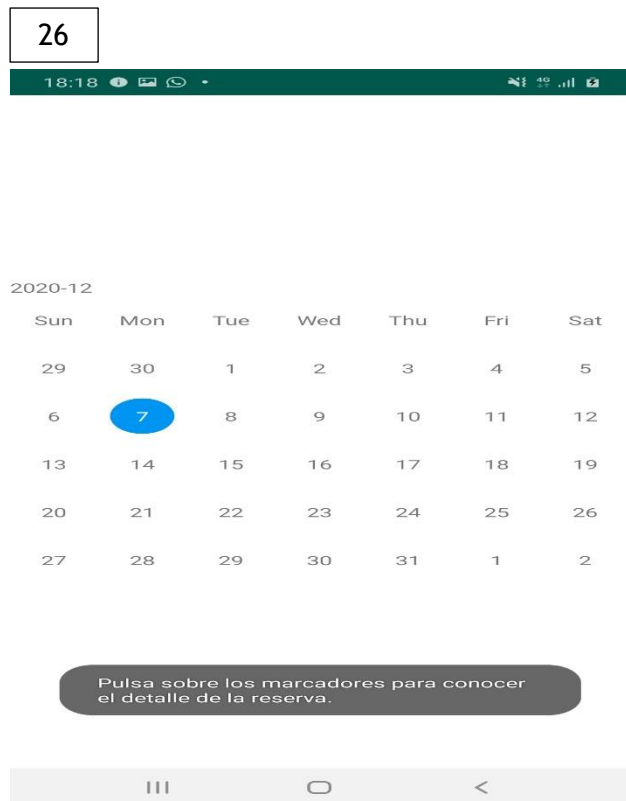 26
18:18
4G
2020-12
Sun Mon Tue Wed Thu Fri Sat
29 30 1 2 3 4 5
6 7 8 9 10 11 12
13 14 15 16 17 18 19
20 21 22 23 24 25 26
27 28 29 30 31 1 2
Pulsa sobre los marcadores para conocer
el detalle de la reserva.